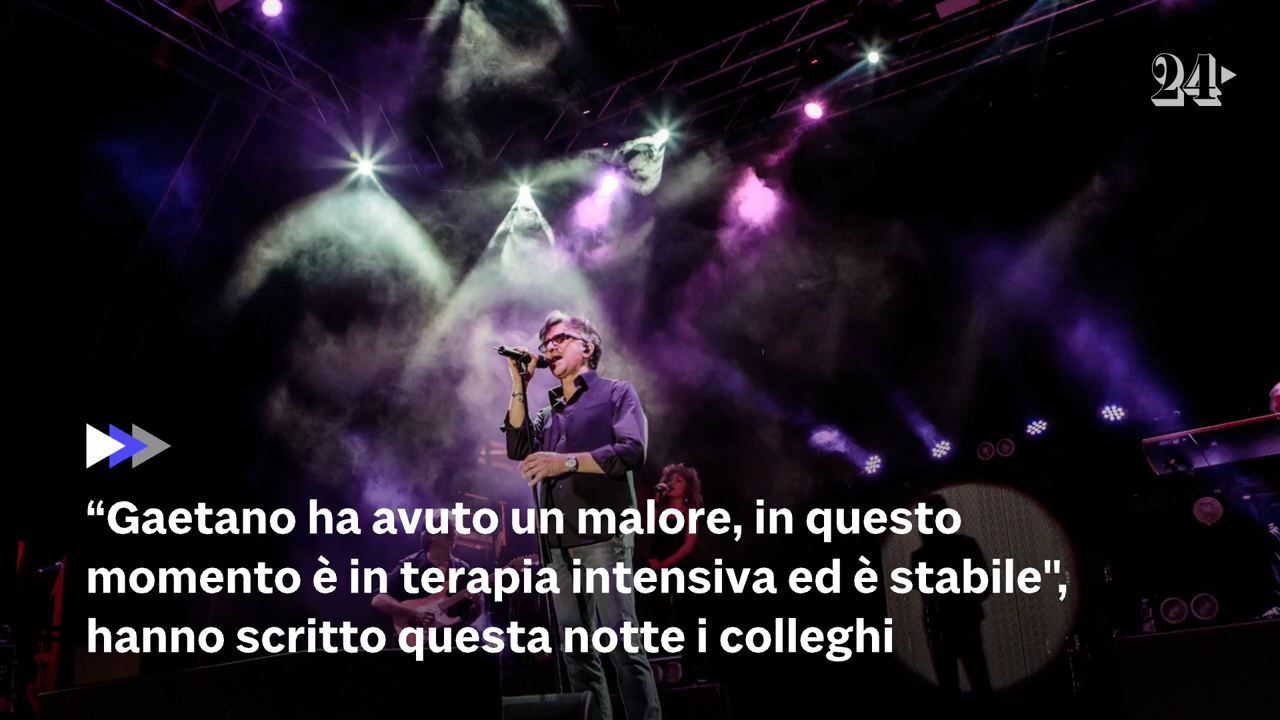 24
“Gaetano ha avuto un malore, in questo
momento è in terapia intensiva ed è stabile",
hanno scritto questa notte i colleghi